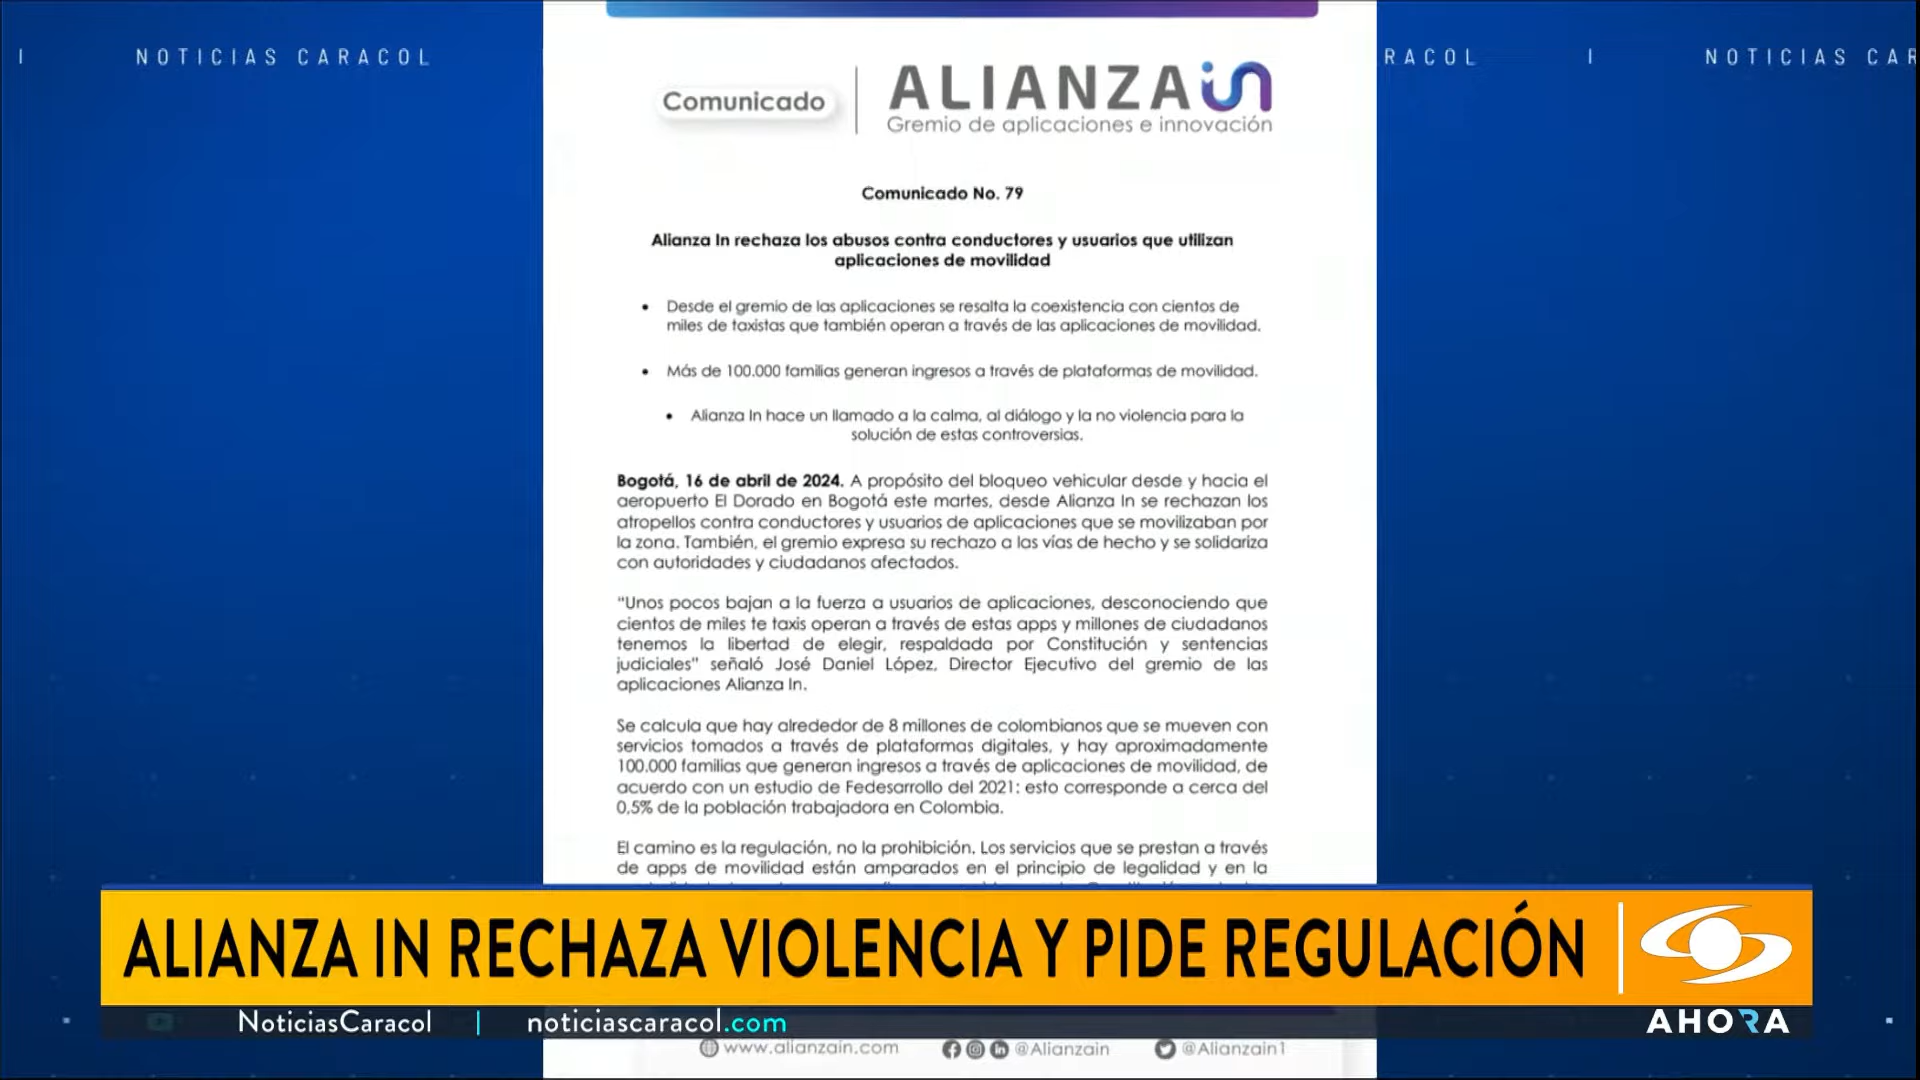 NOTICIAS CARACOL
RACOL
NOTICIAS CAR
Comunicado
ALIANZA in
Gremio de aplicaciones e innovación
Comunicado No. 79
Alianza In rechaza los abusos contra conductores y usuarios que utilizan
aplicaciones de movilidad
• Desde el gremio de las aplicaciones se resalta la coexistencia con cientos de
miles de taxistas que también operan a través de las aplicaciones de movilidad.
• Más de 100.000 familias generan ingresos a través de plataformas de movilidad.
• Alianza In hace un llamado a la calma, al diálogo y la no violencia para la
solución de estas controversias.
Bogotá, 16 de abril de 2024. A propósito del bloqueo vehicular desde y hacia el
aeropuerto El Dorado en Bogotá este martes, desde Alianza In se rechazan los
atropellos contra conductores y usuarios de aplicaciones que se movilizaban por
la zona. También, el gremio expresa su rechazo a las vías de hecho y se solidariza
con autoridades y ciudadanos afectados.
“Unos pocos bajan a la fuerza a usuarios de aplicaciones, desconociendo que
cientos de miles te taxis operan a través de estas apps y millones de ciudadanos
tenemos la libertad de elegir, respaldada por Constitución y sentencias
judiciales” señaló José Daniel López, Director Ejecutivo del gremio de las
aplicaciones Alianza In.
Se calcula que hay alrededor de 8 millones de colombianos que se mueven con
servicios tomados a través de plataformas digitales, y hay aproximadamente
100.000 familias que generan ingresos a través de aplicaciones de movilidad, de
acuerdo con un estudio de Fedesarrollo del 2021: esto corresponde a cerca del
0,5% de la población trabajadora en Colombia.
El camino es la regulación, no la prohibición. Los servicios que se prestan a través
de apps de movilidad están amparados en el principio de legalidad y en la
ALIANZA IN RECHAZA VIOLENCIA Y PIDE REGULACIÓN
NoticiasCaracol | noticiascaracol.com
AHORA
www.alianzain.com @Alianzain @Alianzain1